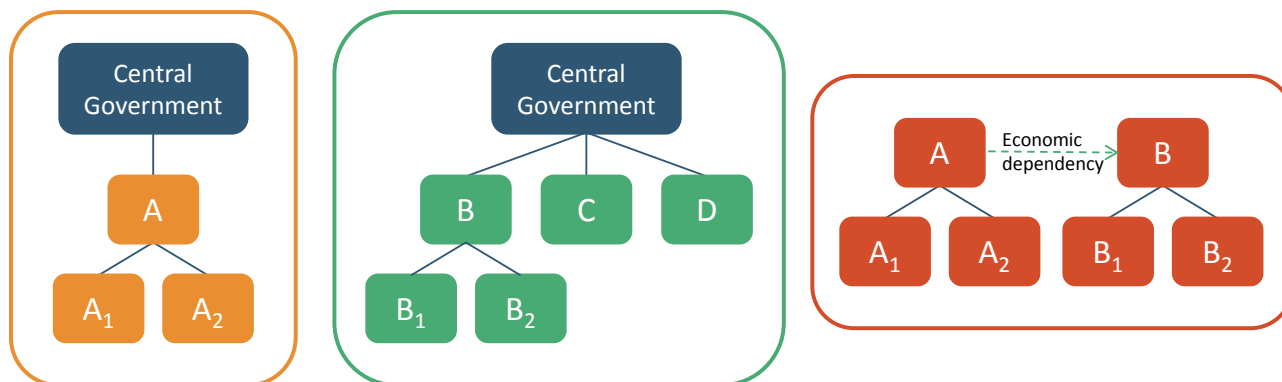 Central
Government
A
A₁
A₂
Central
Government
B
C
D
B₁
B₂
A
Economic
dependency
B
A₁
A₂
B₁
B₂